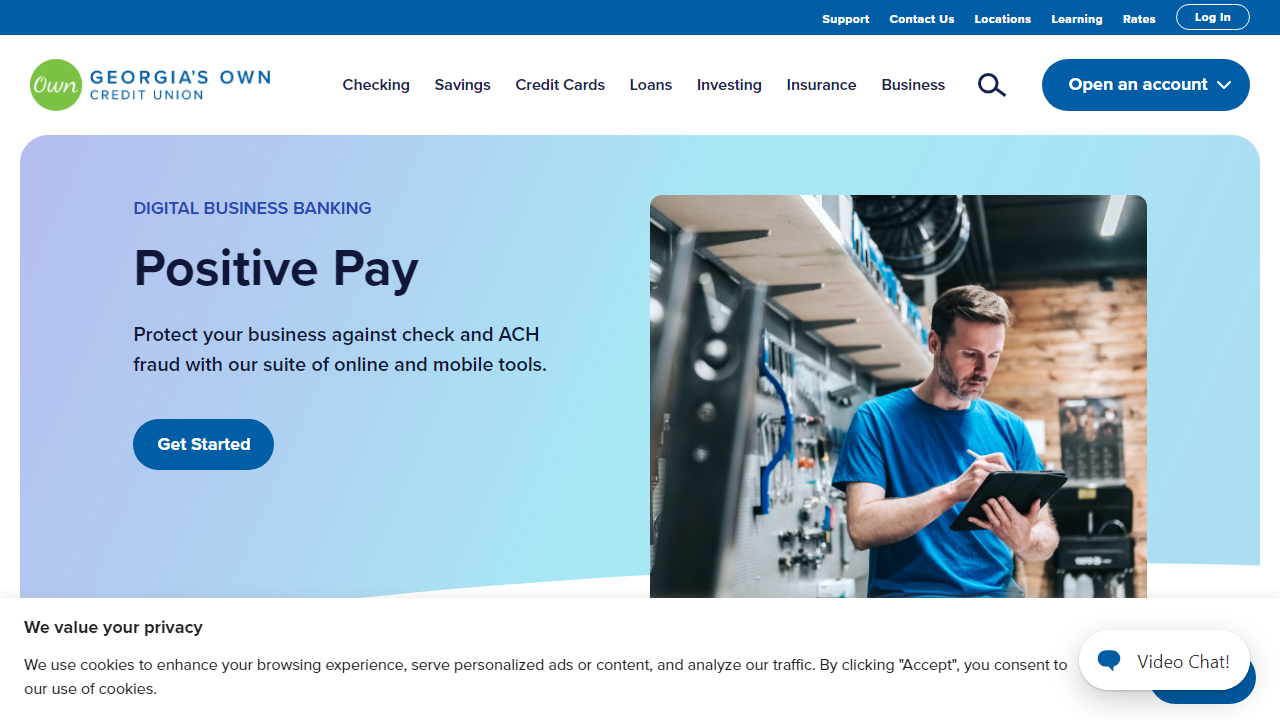 Support Contact Us Locations Learning Rates Log In
Own
GEORGIA'S OWN
CREDIT UNION
Checking Savings Credit Cards Loans Investing Insurance Business
Open an account
DIGITAL BUSINESS BANKING
Positive Pay
Protect your business against check and ACH
fraud with our suite of online and mobile tools.
Get Started
We value your privacy
We use cookies to enhance your browsing experience, serve personalized ads or content, and analyze our traffic. By clicking "Accept", you consent to
our use of cookies.
Video Chat!